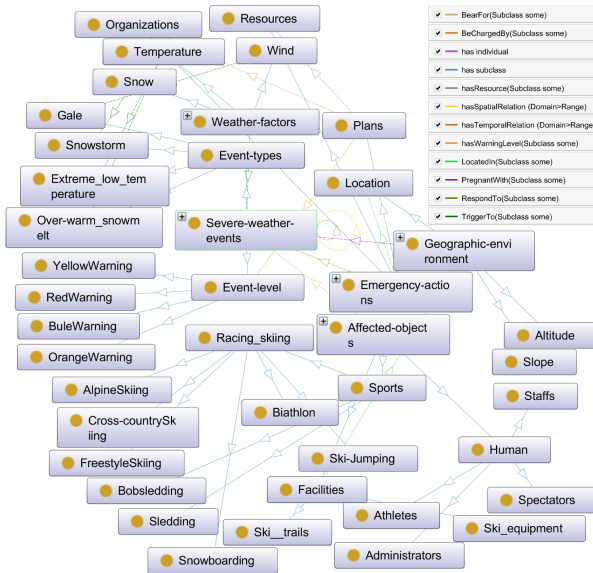 Organizations
Resources
Temperature
Wind
Snow
Gale
Weather-factors
Plans
Snowstorm
Event-types
Extreme_low_tem
perature
Location
Over-warm_snowm
elt
Severe-weather-
events
Geographic-envi
ronment
YellowWarning
RedWarning
Event-level
Emergency-actio
ns
BuleWarning
OrangeWarning
Racing_skiing
Affected-object
s
Altitude
Slope
AlpineSkiing
Sports
Staffs
Cross-countrySk
iing
Biathlon
FreestyleSkiing
Ski-Jumping
Human
Bobsledding
Facilities
Spectators
Sledding
Athletes
Ski__trails
Ski_equipment
Snowboarding
Administrators
BearFor(Subclass some)
BeChargedBy(Subclass some)
has individual
has subclass
hasResource(Subclass some)
hasSpatialRelation (Domain>Range)
hasTemporalRelation (Domain>Range)
hasWarningLevel(Subclass some)
LocatedIn(Subclass some)
PregnantWith(Subclass some)
RespondTo(Subclass some)
TriggerTo(Subclass some)